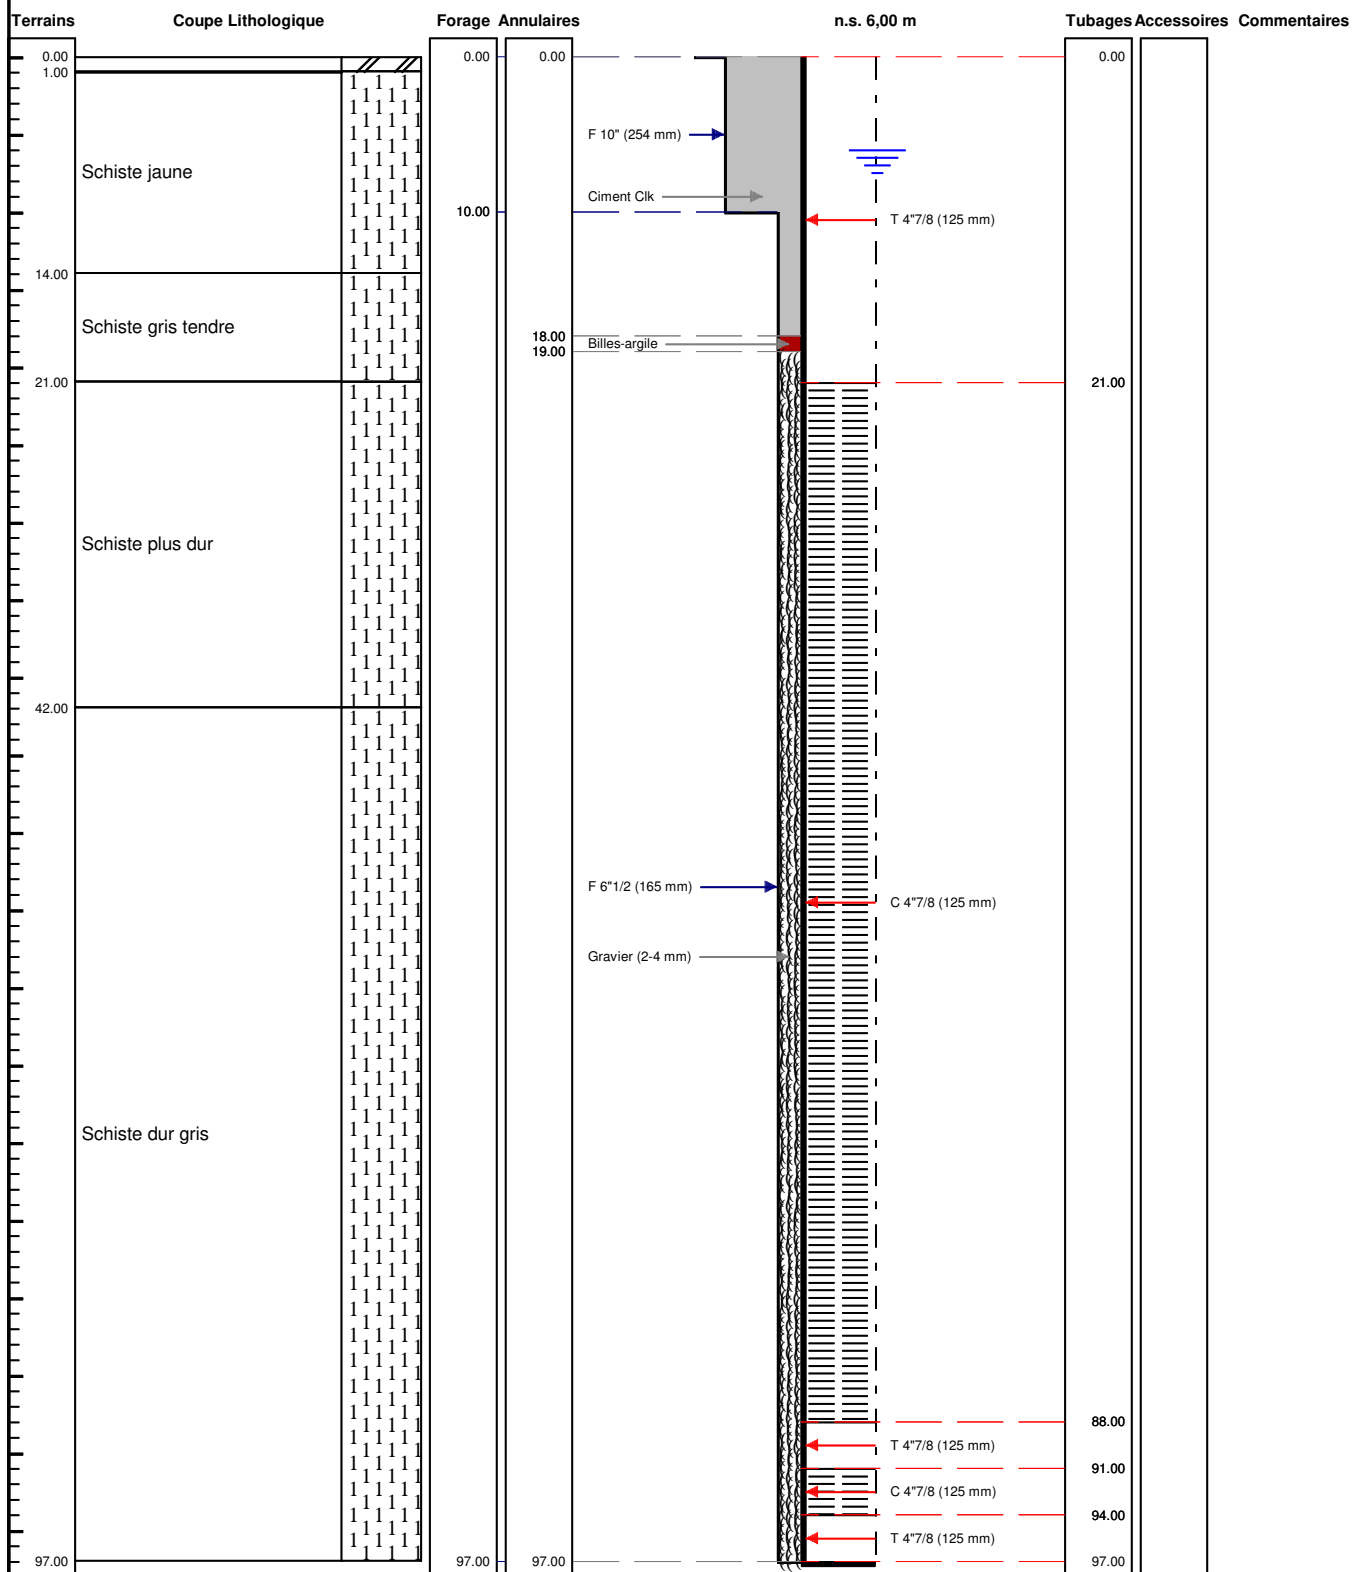 Terrains Coupe Lithologique Forage Annulaires n.s. 6,00 m Tubages Accessoires Commentaires
0.00 0.00 0.00 0.00
1.00
F 10" (254 mm)
Schiste jaune
Ciment Clk
10.00 10.00
T 4"7/8 (125 mm)
14.00
Schiste gris tendre
18.00
Billes-argile
19.00
21.00 21.00
Schiste plus dur
42.00
F 6"1/2 (165 mm)
C 4"7/8 (125 mm)
Gravier (2-4 mm)
Schiste dur gris
88.00
T 4"7/8 (125 mm)
91.00
C 4"7/8 (125 mm)
94.00
T 4"7/8 (125 mm)
97.00 97.00 97.00 97.00